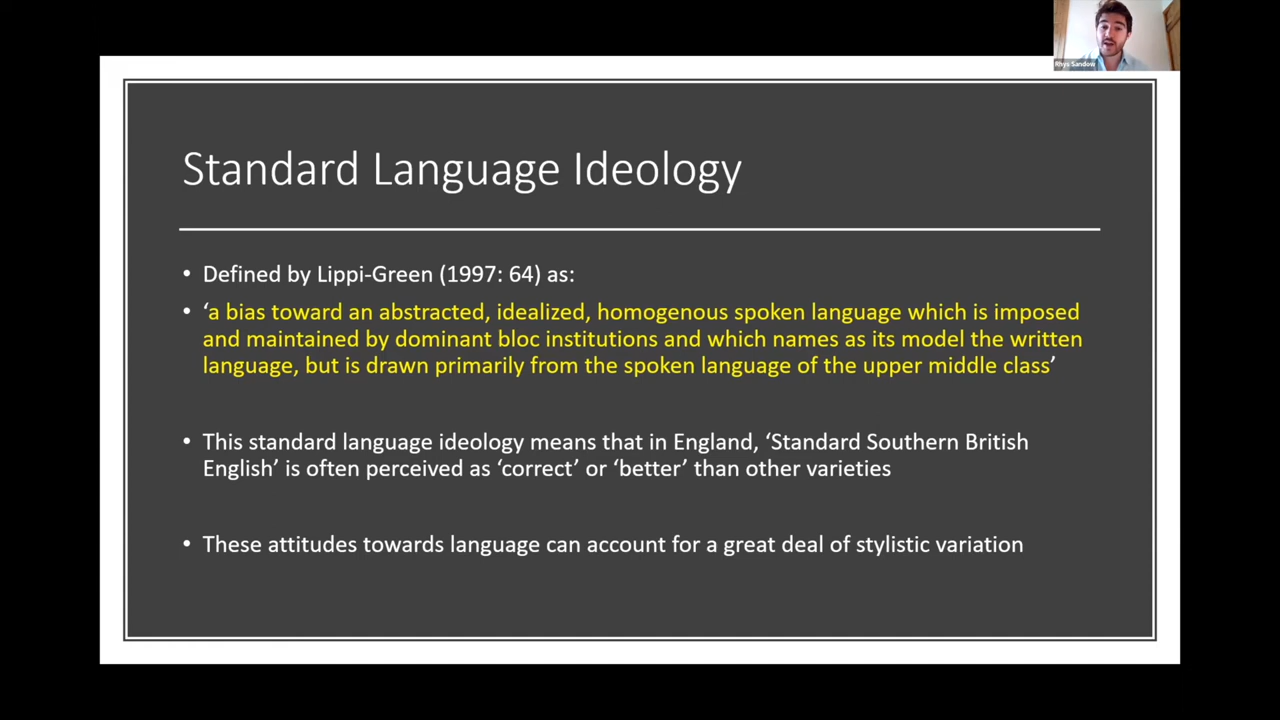 Rhys Sandow
Standard Language Ideology
• Defined by Lippi-Green (1997: 64) as:
• ‘a bias toward an abstracted, idealized, homogenous spoken language which is imposed
and maintained by dominant bloc institutions and which names as its model the written
language, but is drawn primarily from the spoken language of the upper middle class’
• This standard language ideology means that in England, ‘Standard Southern British
English’ is often perceived as ‘correct’ or ‘better’ than other varieties
• These attitudes towards language can account for a great deal of stylistic variation